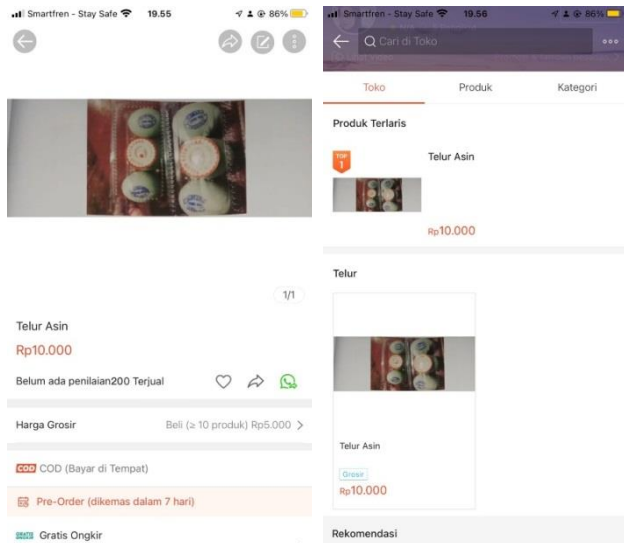 Smartfren - Stay Safe 19.55 86%
1/1
Telur Asin
Rp10.000
Belum ada penilaian200 Terjual
Harga Grosir Beli (≥ 10 produk) Rp5.000 >
COD COD (Bayar di Tempat)
Pre-Order (dikemas dalam 7 hari)
GRATIS Gratis Ongkir
Smartfren - Stay Safe 19.56 86%
Cari di Toko
Toko Produk Kategori
Produk Terlaris
TOP 1
Telur Asin
Rp10.000
Telur
Telur Asin
Grosir
Rp10.000
Rekomendasi